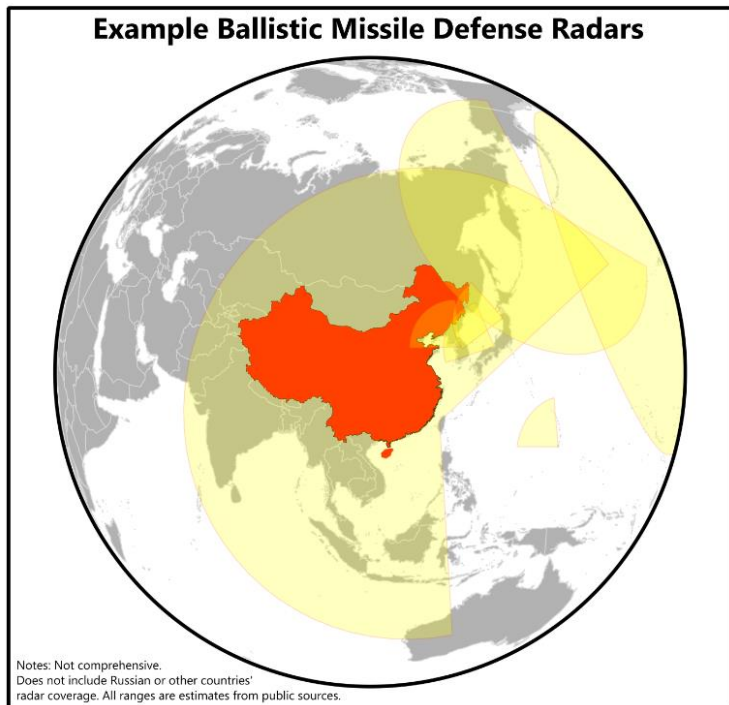 Example Ballistic Missile Defense Radars
Notes: Not comprehensive.
Does not include Russian or other countries'
radar coverage. All ranges are estimates from public sources.